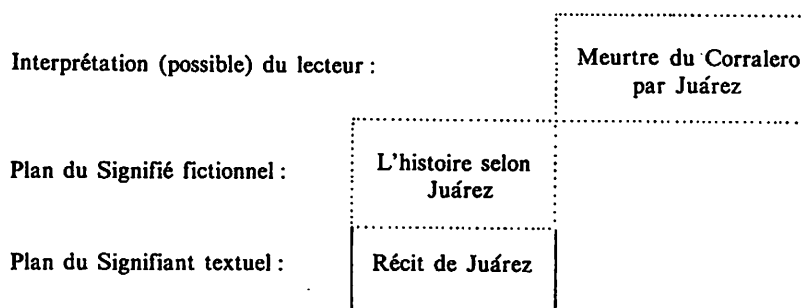 Interprétation (possible) du lecteur :
Meurtre du Corralero
par Juárez
Plan du Signifié fictionnel :
L'histoire selon
Juárez
Plan du Signifiant textuel :
Récit de Juárez